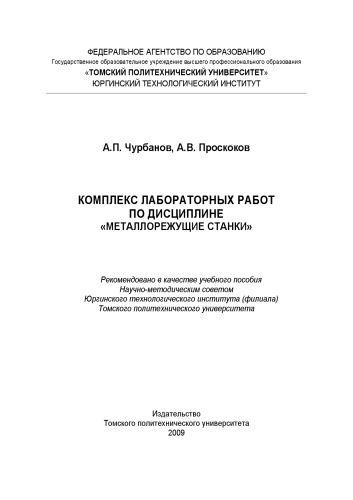 ФЕДЕРАЛЬНОЕ АГЕНТСТВО ПО ОБРАЗОВАНИЮ
Государственное образовательное учреждение высшего профессионального образования
«ТОМСКИЙ ПОЛИТЕХНИЧЕСКИЙ УНИВЕРСИТЕТ»
ЮРГИНСКИЙ ТЕХНОЛОГИЧЕСКИЙ ИНСТИТУТ
А.П. Чурбанов, А.В. Проскоков
КОМПЛЕКС ЛАБОРАТОРНЫХ РАБОТ
ПО ДИСЦИПЛИНЕ
«МЕТАЛЛОРЕЖУЩИЕ СТАНКИ»
Рекомендовано в качестве учебного пособия
Научно-методическим советом
Юргинского технологического института (филиала)
Томского политехнического университета
Издательство
Томского политехнического университета
2009